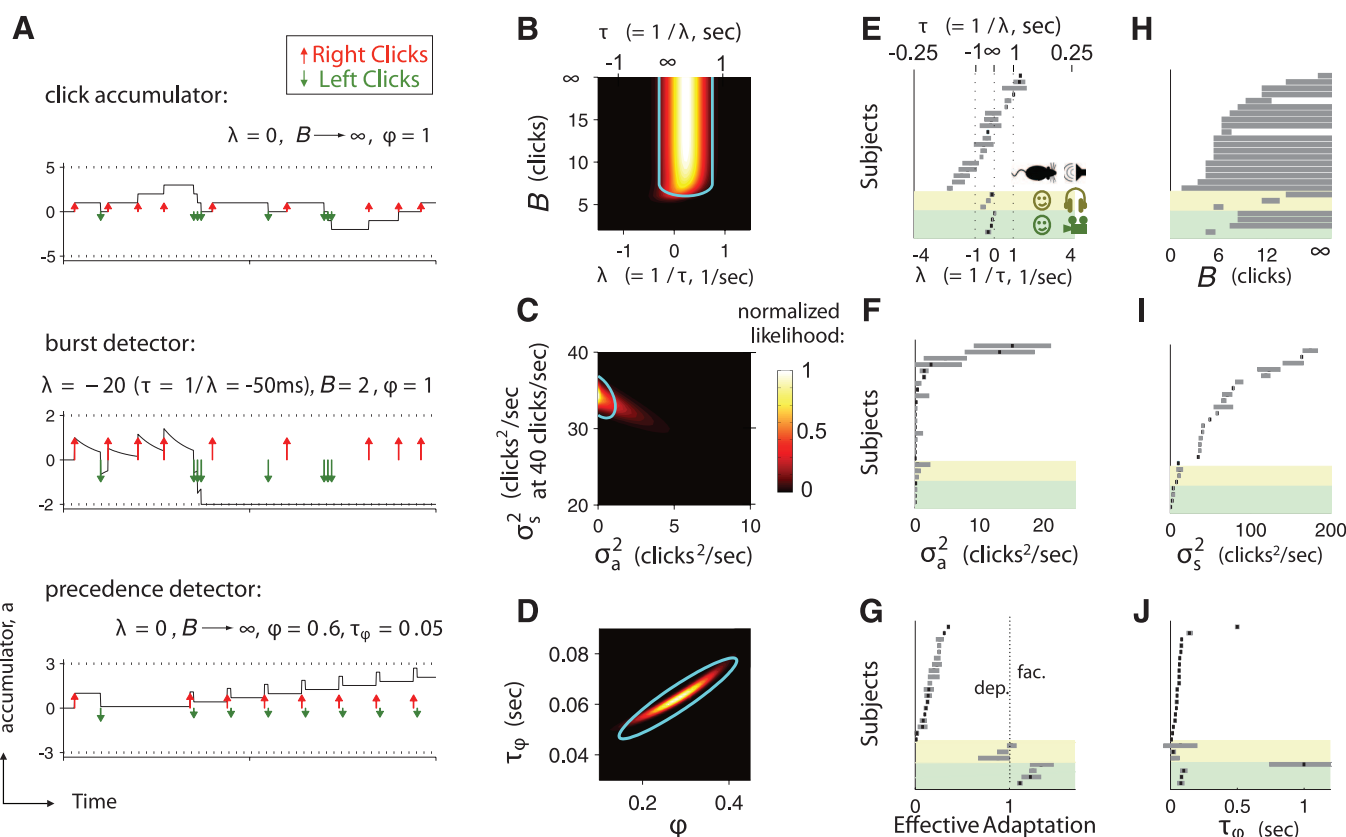 A
Right Clicks
Left Clicks
click accumulator:
λ = 0, B → ∞, φ = 1
5
0
-5
burst detector:
λ = − 20 (τ = 1/λ = -50ms), B = 2, φ = 1
2
0
-2
precedence detector:
λ = 0 , B → ∞, φ = 0.6, τφ = 0.05
3
0
-3
accumulator, a
Time
B
τ (= 1/λ, sec)
-1 ∞ 1
∞
20
15
10
5
B (clicks)
-1 0 1
λ (= 1/τ, 1/sec)
C
normalized
likelihood:
1
0.5
0
40
30
20
σs² (clicks²/sec
at 40 clicks/sec)
0 5 10
σa² (clicks²/sec)
D
0.08
0.06
0.04
τφ (sec)
0.2 0.4
φ
E
τ (= 1/λ, sec)
-0.25 -1 ∞ 1 0.25
Subjects
-4 -1 0 1 4
λ (= 1/τ, 1/sec)
F
Subjects
0 10 20
σa² (clicks²/sec)
G
dep.
fac.
Subjects
0 1
Effective Adaptation
H
0 6 12 ∞
B (clicks)
I
0 100 200
σs² (clicks²/sec)
J
0 0.5 1
τφ (sec)